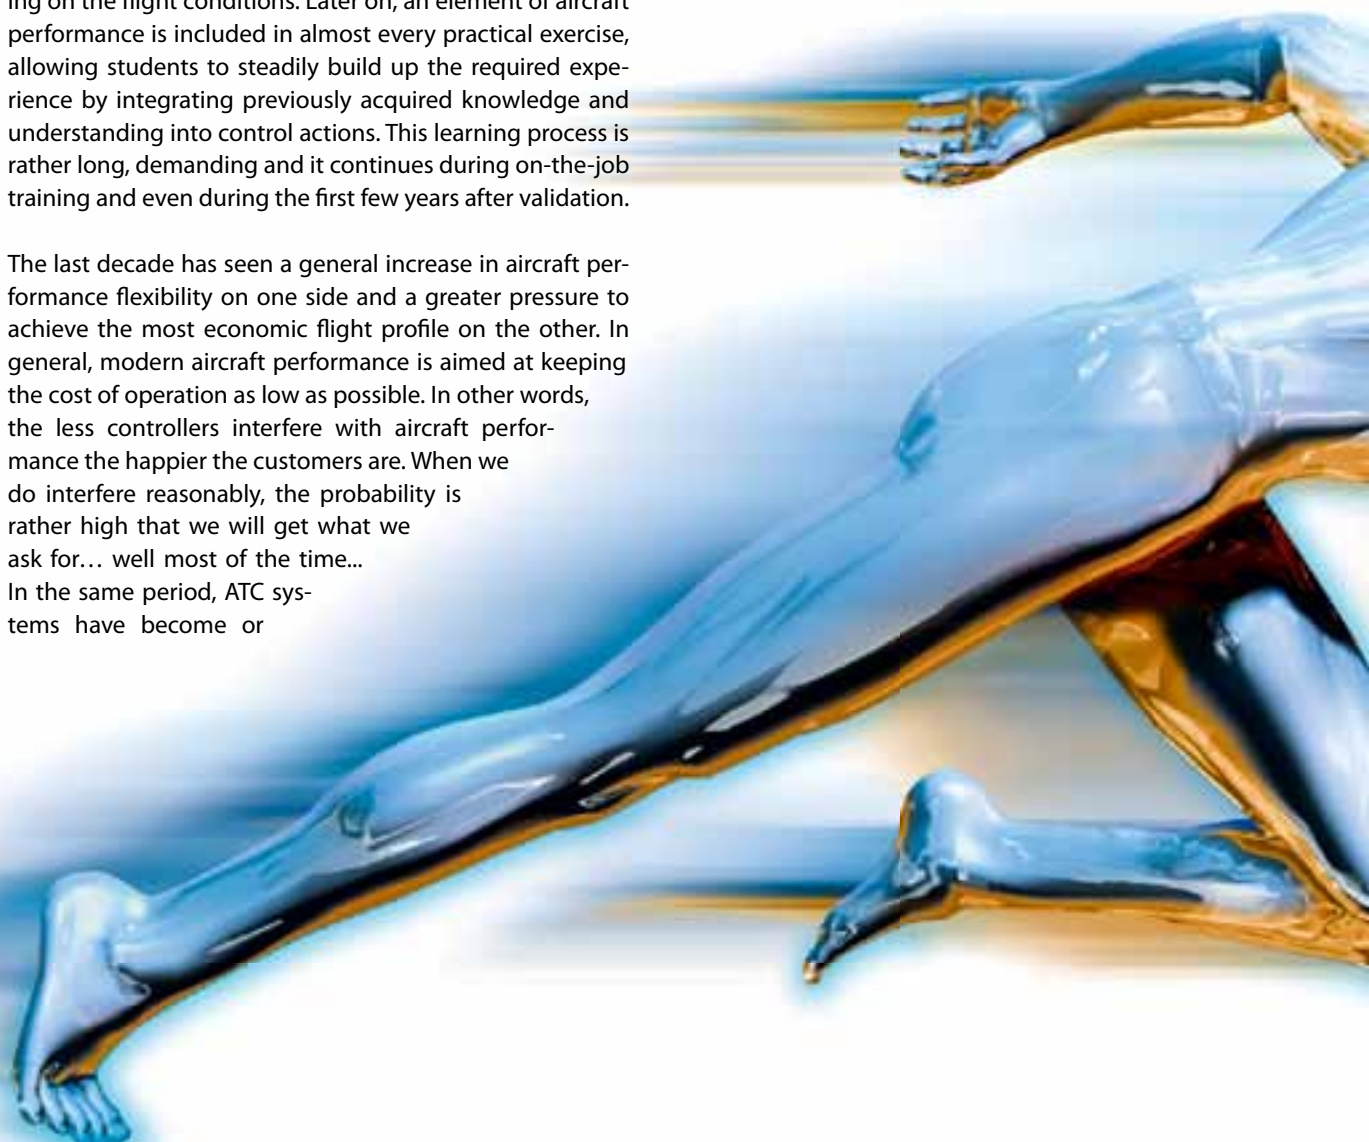 ing on the flight conditions. Later on, an element of aircraft
performance is included in almost every practical exercise,
allowing students to steadily build up the required expe-
rience by integrating previously acquired knowledge and
understanding into control actions. This learning process is
rather long, demanding and it continues during on-the-job
training and even during the first few years after validation.
The last decade has seen a general increase in aircraft per-
formance flexibility on one side and a greater pressure to
achieve the most economic flight profile on the other. In
general, modern aircraft performance is aimed at keeping
the cost of operation as low as possible. In other words,
the less controllers interfere with aircraft perfor-
mance the happier the customers are. When we
do interfere reasonably, the probability is
rather high that we will get what we
ask for… well most of the time...
In the same period, ATC sys-
tems have become or